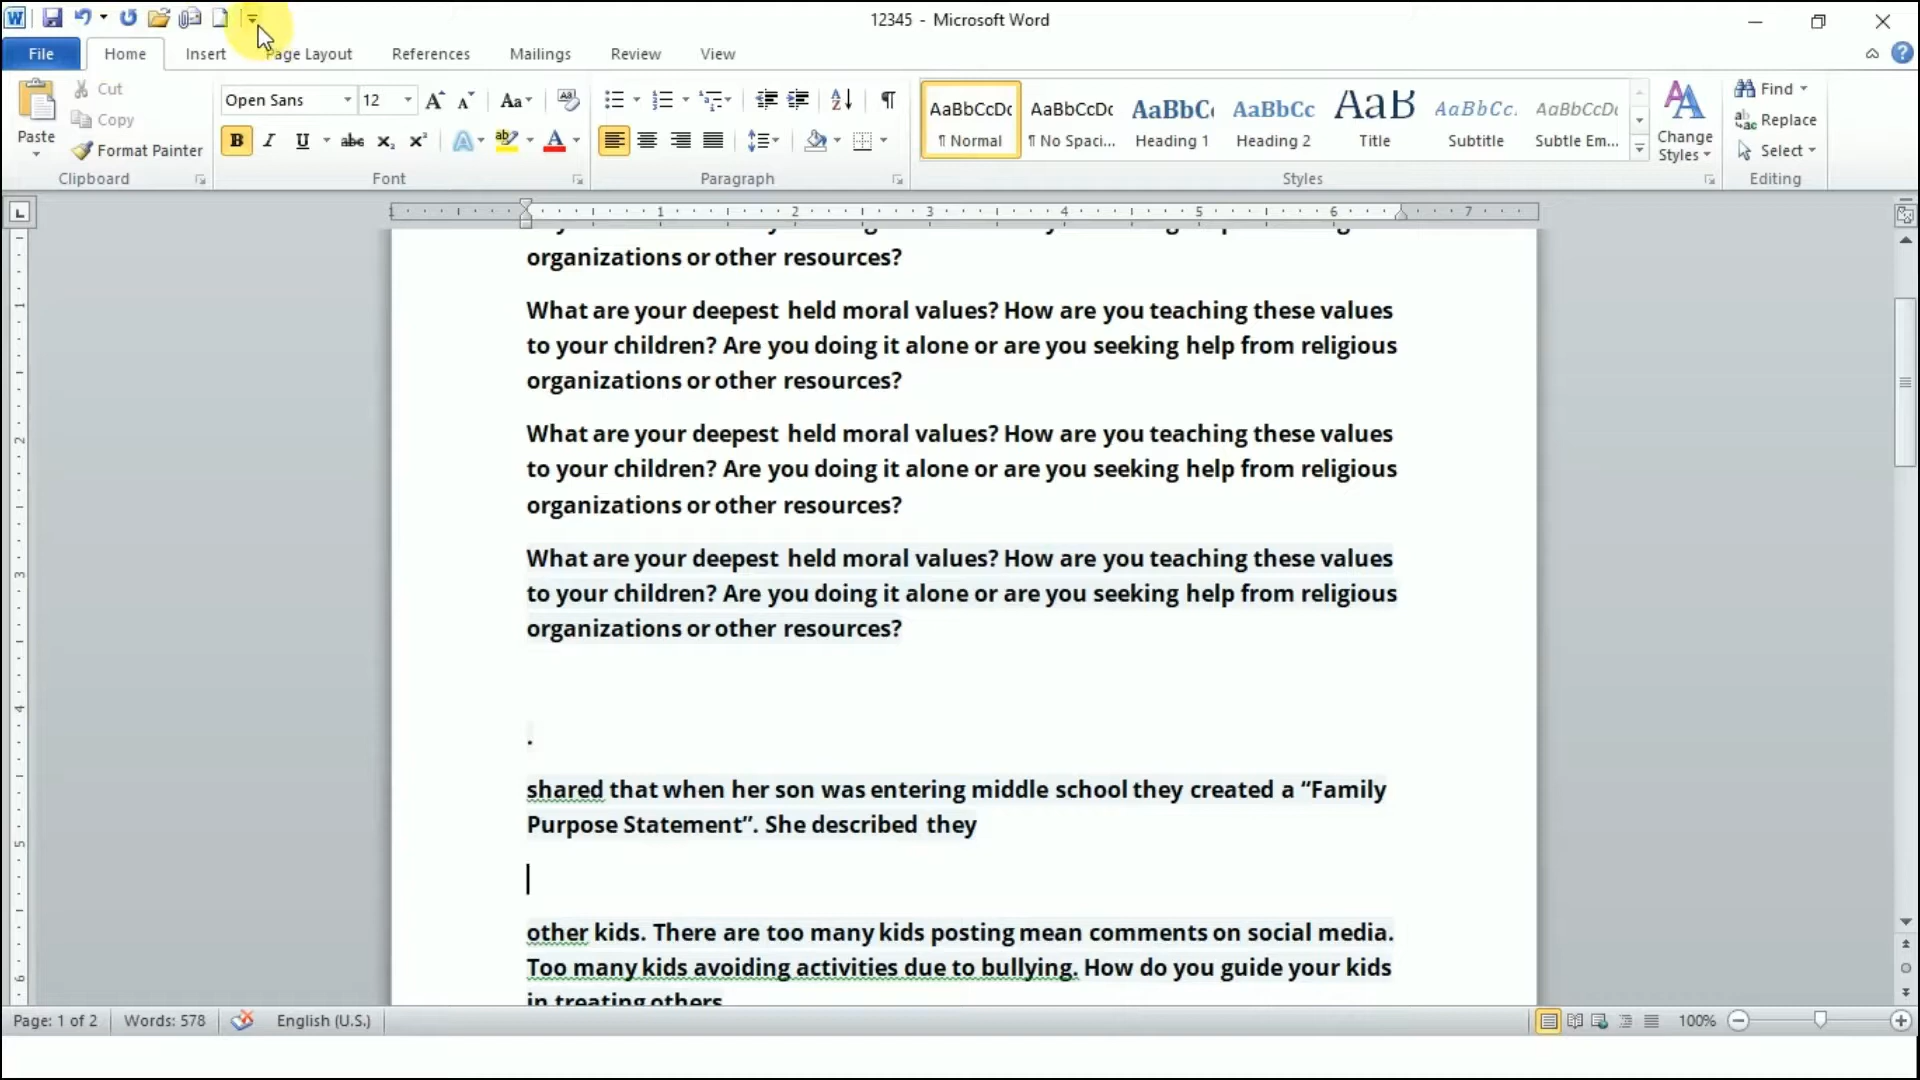 12345 - Microsoft Word
File Home Insert Page Layout References Mailings Review View
Paste
Cut
Copy
Format Painter
Clipboard
Open Sans 12
Font
Paragraph
AaBbCcDc AaBbCcDc AaBbC AaBbCc AaB AaBbCc. AaBbCcDc
¶ Normal ¶ No Spaci... Heading 1 Heading 2 Title Subtitle Subtle Em...
Styles
Change Styles
Find
Replace
Select
Editing
1 1 2 3 4 5 6 7
organizations or other resources?
What are your deepest held moral values? How are you teaching these values
to your children? Are you doing it alone or are you seeking help from religious
organizations or other resources?
What are your deepest held moral values? How are you teaching these values
to your children? Are you doing it alone or are you seeking help from religious
organizations or other resources?
What are your deepest held moral values? How are you teaching these values
to your children? Are you doing it alone or are you seeking help from religious
organizations or other resources?
.
shared that when her son was entering middle school they created a “Family
Purpose Statement”. She described they
other kids. There are too many kids posting mean comments on social media.
Too many kids avoiding activities due to bullying. How do you guide your kids
in treating others
Page: 1 of 2 Words: 578 English (U.S.) 100%